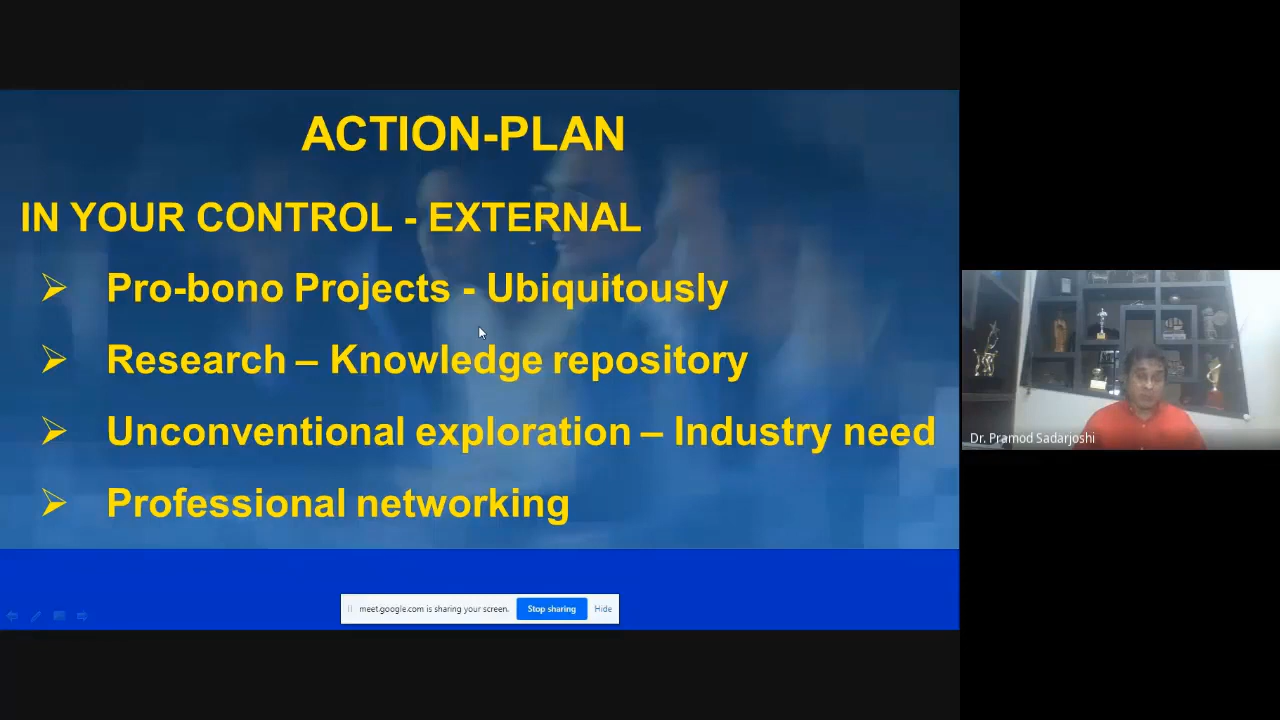 ACTION-PLAN
IN YOUR CONTROL - EXTERNAL
Pro-bono Projects - Ubiquitously
Research – Knowledge repository
Unconventional exploration – Industry need
Professional networking
meet.google.com is sharing your screen. Stop sharing Hide
Dr. Pramod Sadarjoshi